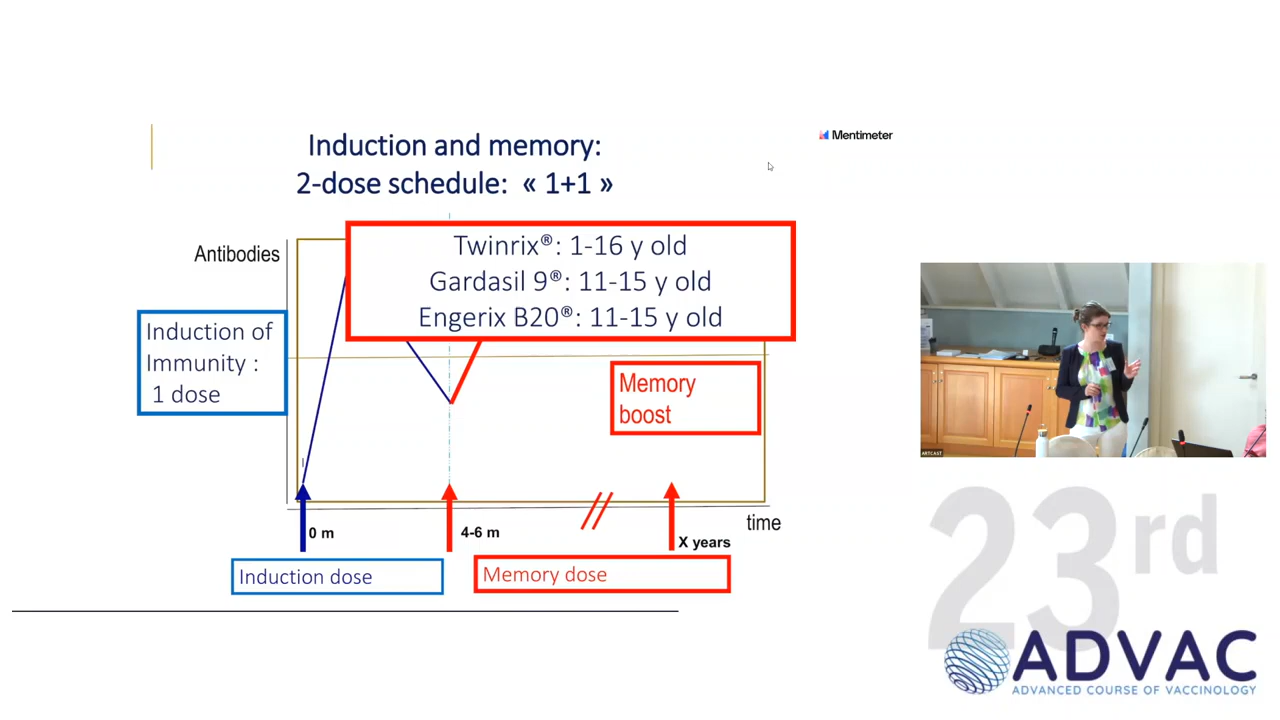 Induction and memory:
2-dose schedule: « 1+1 »
Mentimeter
Antibodies
Twinrix®: 1-16 y old
Gardasil 9®: 11-15 y old
Engerix B20®: 11-15 y old
Induction of
Immunity :
1 dose
Memory
boost
0 m
4-6 m
X years
time
Induction dose
Memory dose
ARTCAST
23rd
ADVAC
ADVANCED COURSE OF VACCINOLOGY